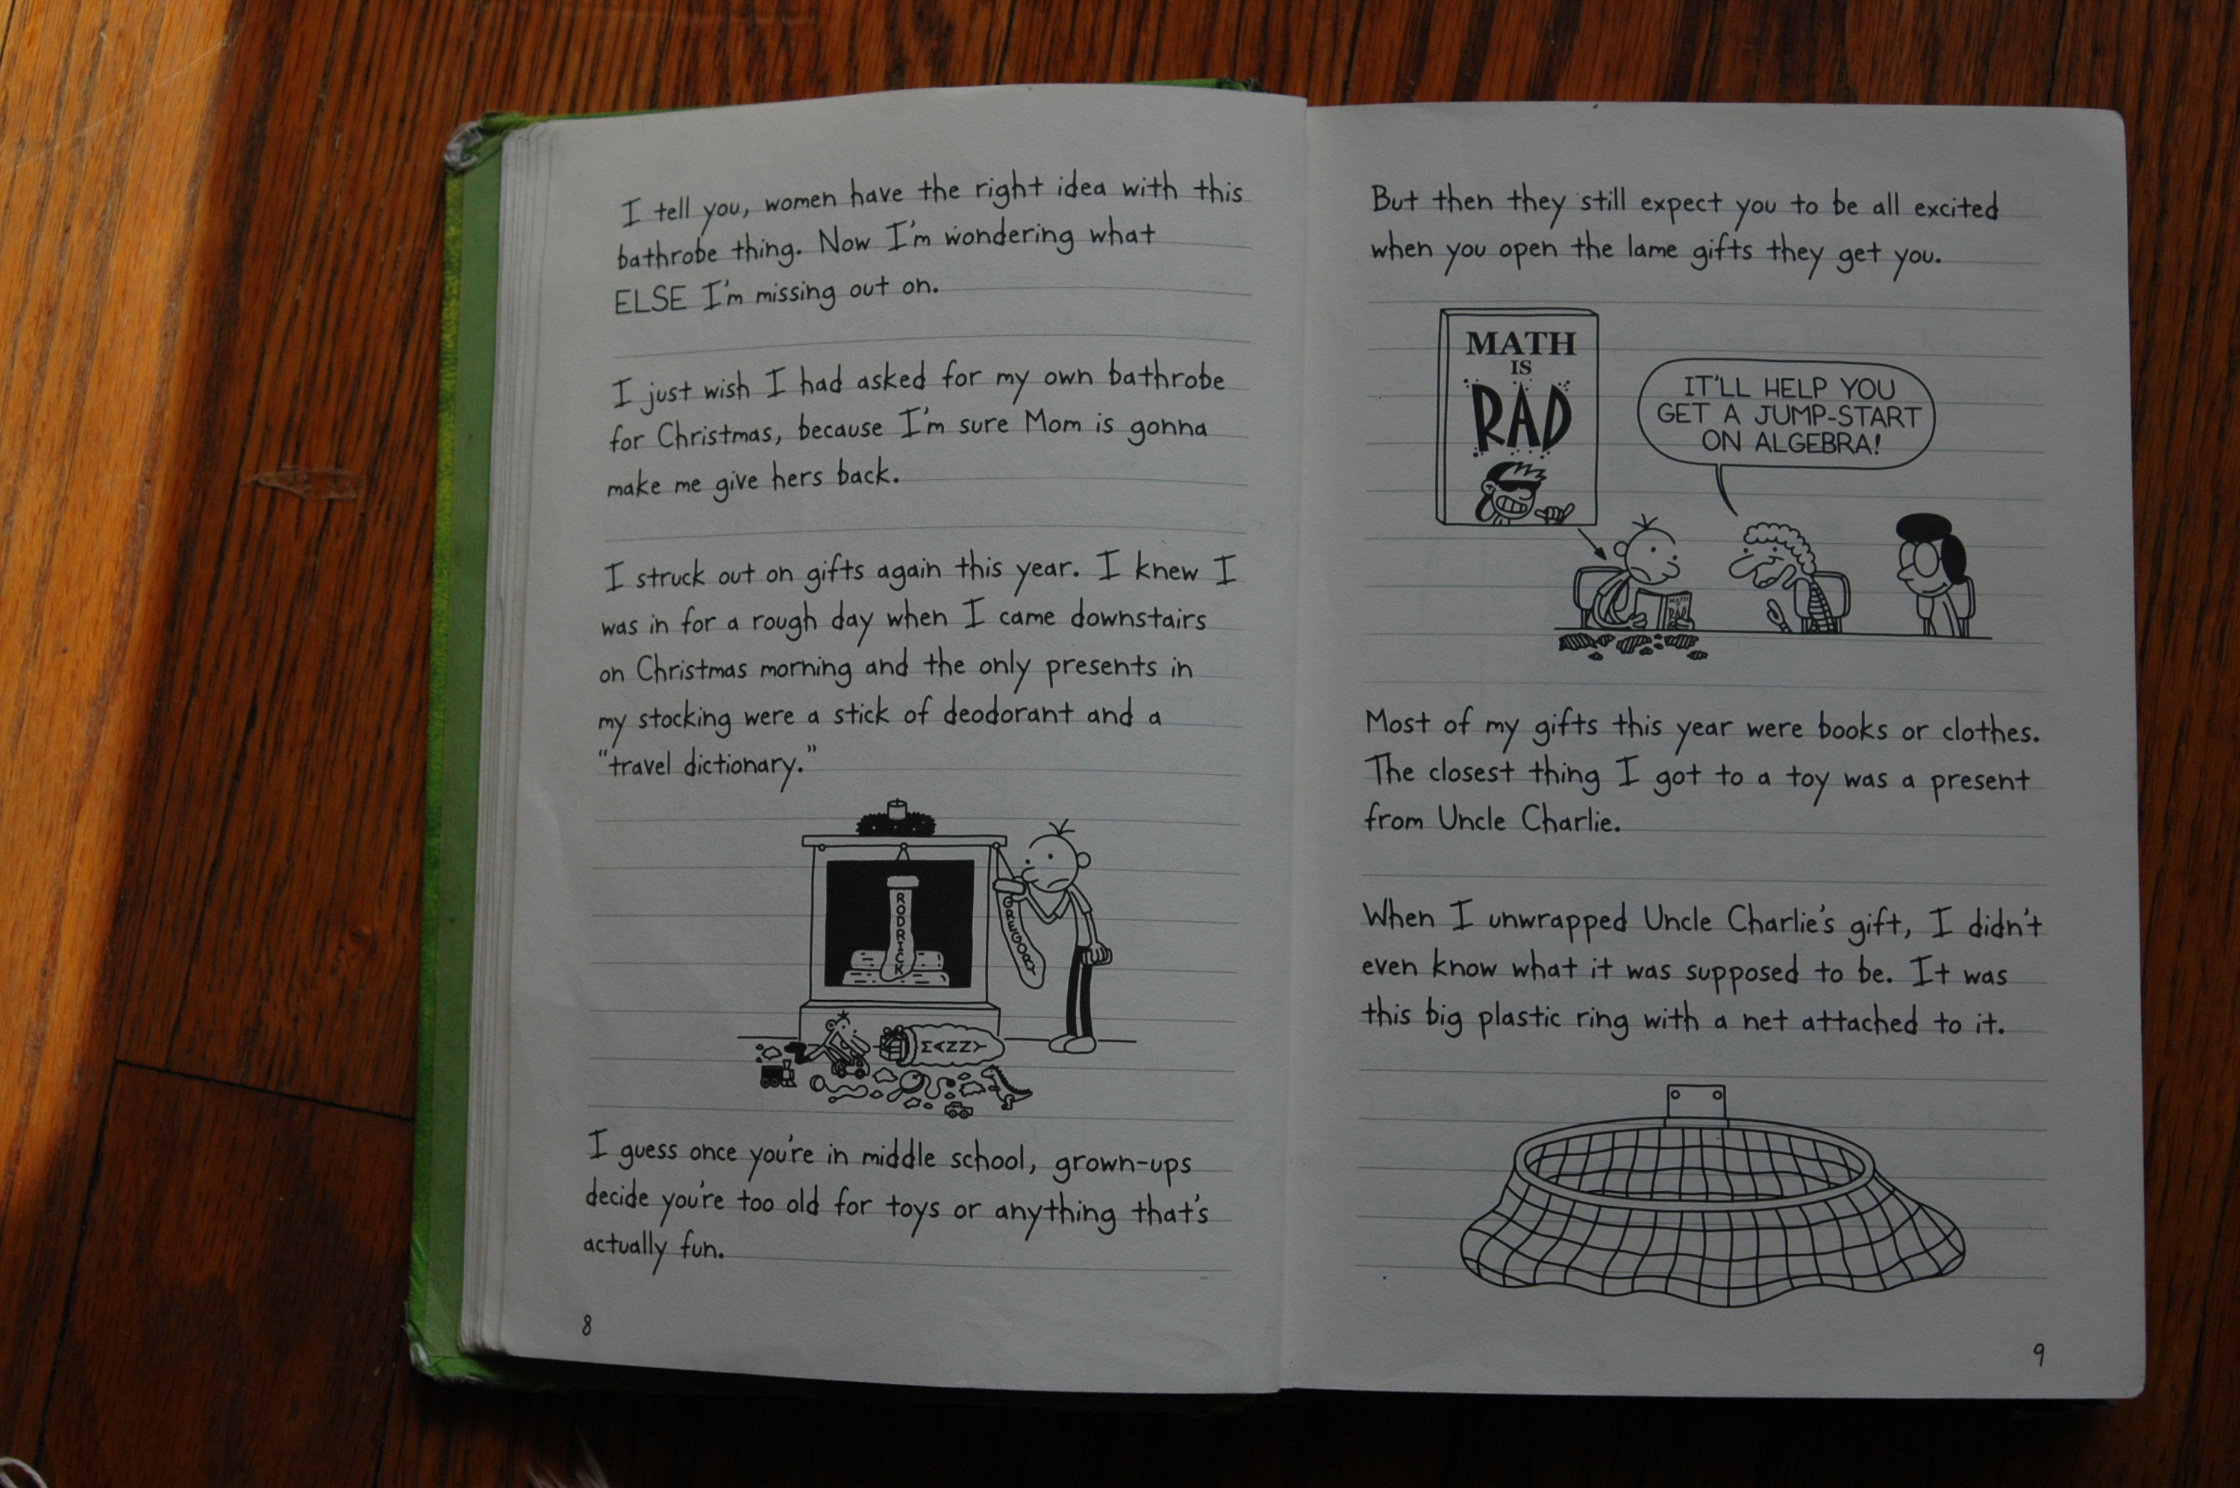 I tell you, women have the right idea with this
bathrobe thing. Now I'm wondering what
ELSE I'm missing out on.
I just wish I had asked for my own bathrobe
for Christmas, because I'm sure Mom is gonna
make me give hers back.
I struck out on gifts again this year. I knew I
was in for a rough day when I came downstairs
on Christmas morning and the only presents in
my stocking were a stick of deodorant and a
"travel dictionary."
GREGORY
RODRICK
MANNY
I guess once you're in middle school, grown-ups
decide you're too old for toys or anything that's
actually fun.
8
But then they still expect you to be all excited
when you open the lame gifts they get you.
MATH
IS
RAD
IT'LL HELP YOU
GET A JUMP-START
ON ALGEBRA!
MATH
IS
RAD
Most of my gifts this year were books or clothes.
The closest thing I got to a toy was a present
from Uncle Charlie.
When I unwrapped Uncle Charlie's gift, I didn't
even know what it was supposed to be. It was
this big plastic ring with a net attached to it.
9